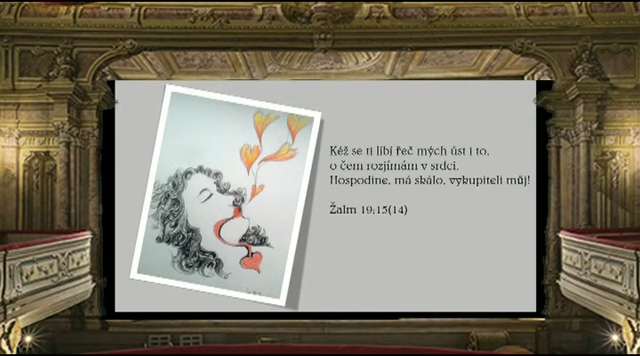 Kéž se ti líbí řeč mých úst i to,
o čem rozjímám v srdci.
Hospodine, má skálo, vykupiteli můj!
Žalm 19:15(14)